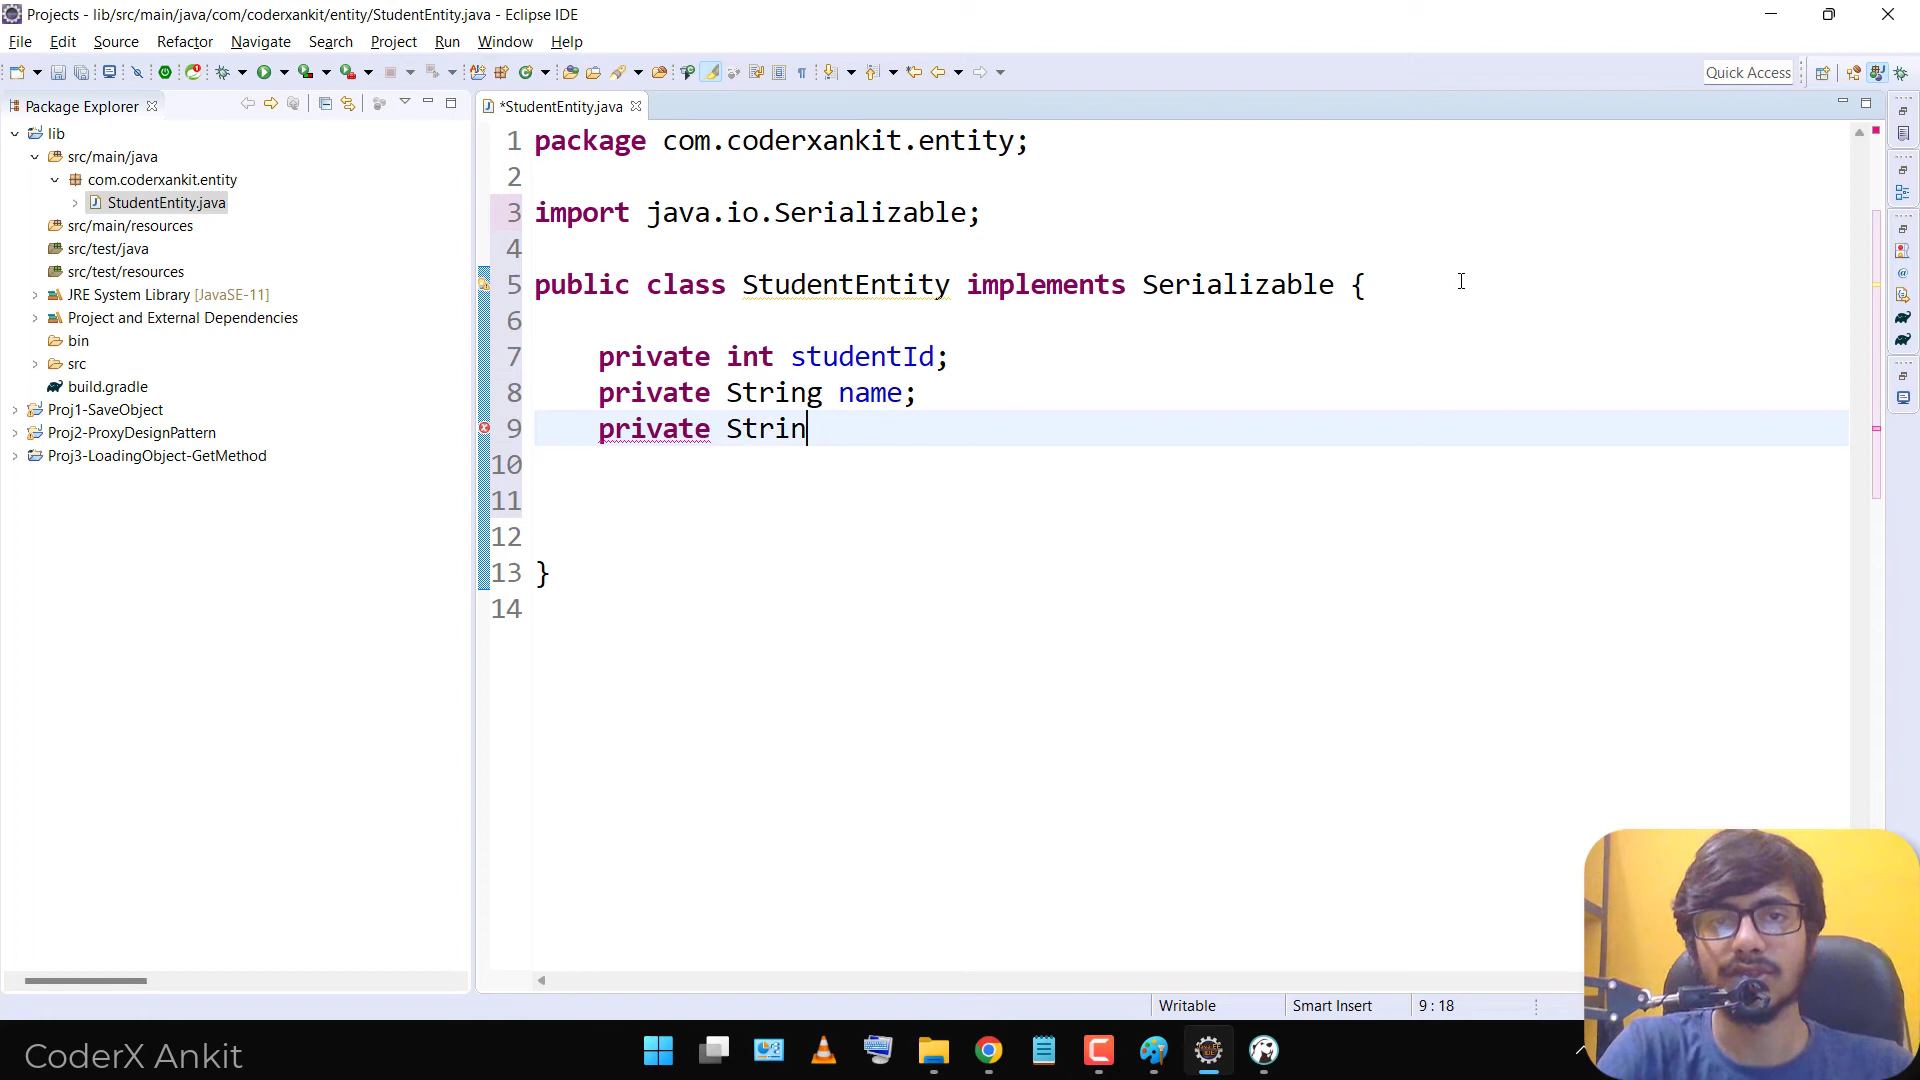 Projects - lib/src/main/java/com/coderxankit/entity/StudentEntity.java - Eclipse IDE
File Edit Source Refactor Navigate Search Project Run Window Help
Quick Access
Package Explorer
*StudentEntity.java
lib
src/main/java
com.coderxankit.entity
StudentEntity.java
src/main/resources
src/test/java
src/test/resources
JRE System Library [JavaSE-11]
Project and External Dependencies
bin
src
build.gradle
Proj1-SaveObject
Proj2-ProxyDesignPattern
Proj3-LoadingObject-GetMethod
1 package com.coderxankit.entity;
2
3 import java.io.Serializable;
4
5 public class StudentEntity implements Serializable {
6
7 private int studentId;
8 private String name;
9 private Strin
10
11
12
13 }
14
Writable Smart Insert 9 : 18
CoderX Ankit